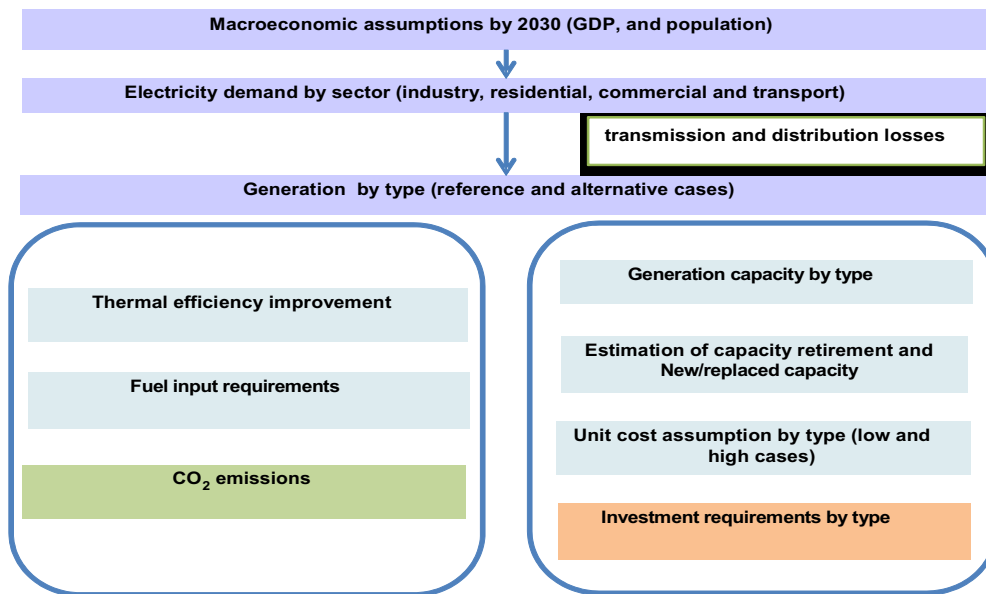 Macroeconomic assumptions by 2030 (GDP, and population)
Electricity demand by sector (industry, residential, commercial and transport)
transmission and distribution losses
Generation by type (reference and alternative cases)
Thermal efficiency improvement
Fuel input requirements
CO₂ emissions
Generation capacity by type
Estimation of capacity retirement and
New/replaced capacity
Unit cost assumption by type (low and
high cases)
Investment requirements by type